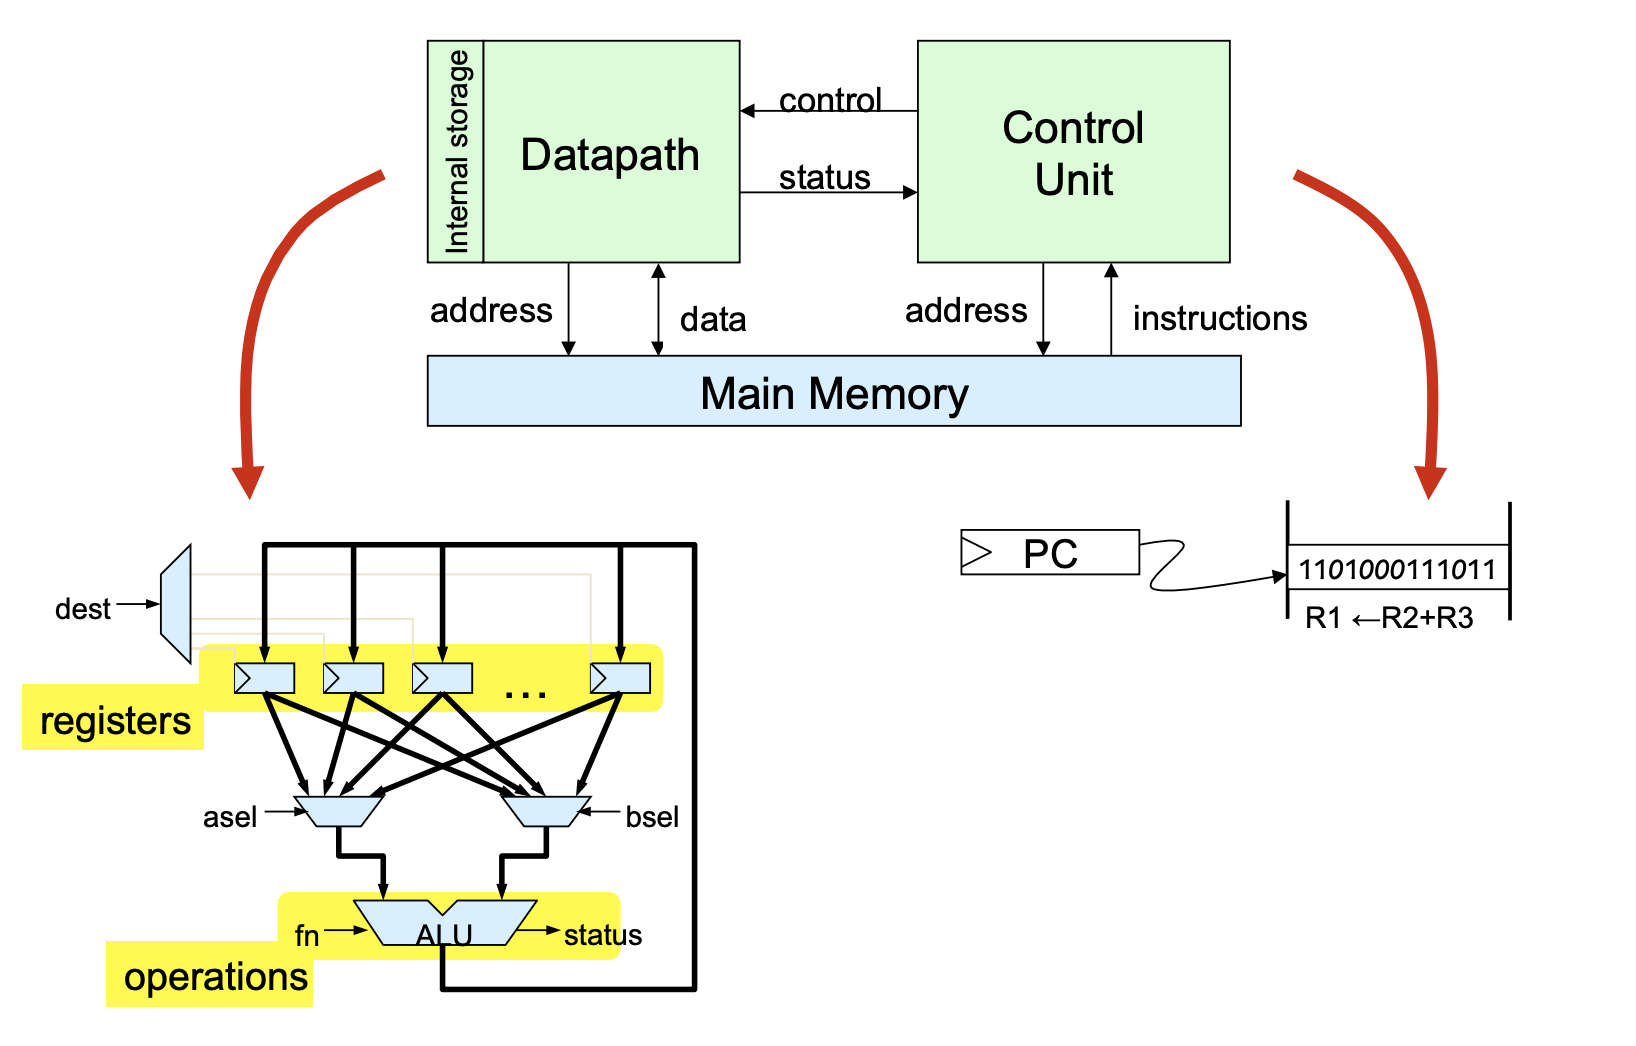 Internal storage
Datapath
control
status
Control
Unit
address
data
address
instructions
Main Memory
dest
registers
...
asel
bsel
fn
ALU
status
operations
PC
1101000111011
R1 ←R2+R3